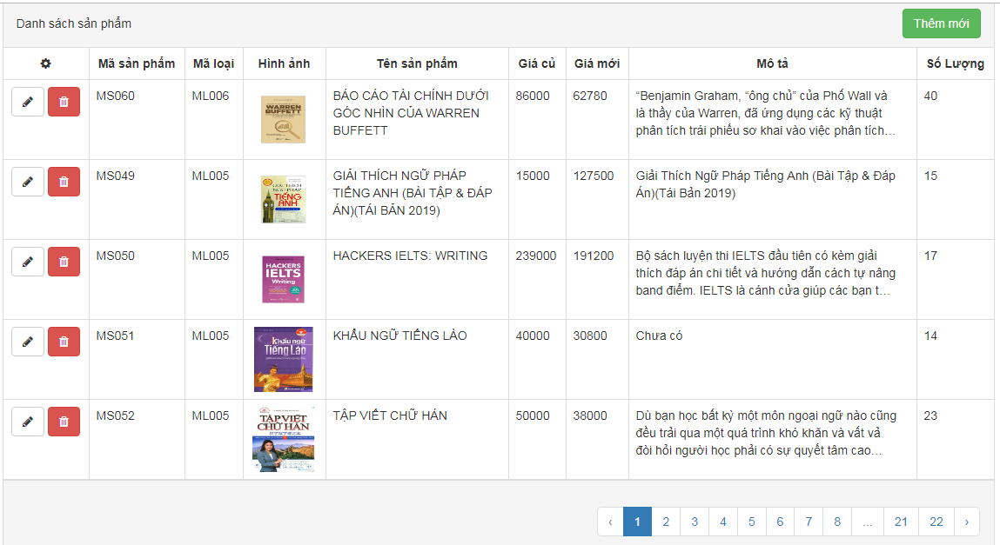 Danh sách sản phẩm
Thêm mới
Mã sản phẩm Mã loại Hình ảnh Tên sản phẩm Giá củ Giá mới Mô tả Số Lượng
MS060 ML006 BÁO CÁO TÀI CHÍNH DƯỚI GÓC NHÌN CỦA WARREN BUFFETT 86000 62780 “Benjamin Graham, “ông chủ” của Phố Wall và
là thầy của Warren, đã ứng dụng các kỹ thuật
phân tích trái phiếu sơ khai vào việc phân tích… 40
WARREN
BUFFETT
MS049 ML005 GIẢI THÍCH NGỮ PHÁP TIẾNG ANH (BÀI TẬP & ĐÁP ÁN)(TÁI BẢN 2019) 15000 127500 Giải Thích Ngữ Pháp Tiếng Anh (Bài Tập & Đáp
Án)(Tái Bản 2019) 15
GIẢI THÍCH
NGỮ PHÁP
TIẾNG
ANH
MS050 ML005 HACKERS IELTS: WRITING 239000 191200 Bộ sách luyện thi IELTS đầu tiên có kèm giải
thích đáp án chi tiết và hướng dẫn cách tự nâng
band điểm. IELTS là cánh cửa giúp các bạn t… 17
HACKERS
IELTS
Writing
MS051 ML005 KHẨU NGỮ TIẾNG LÀO 40000 30800 Chưa có 14
Khẩu ngữ
Tiếng Lào
MS052 ML005 TẬP VIẾT CHỮ HÁN 50000 38000 Dù bạn học bất kỳ một môn ngoại ngữ nào cũng
đều trải qua một quá trình khó khăn và vất vả
đòi hỏi người học phải có sự quyết tâm cao… 23
TẬP VIẾT
CHỮ HÁN
‹ 1 2 3 4 5 6 7 8 ... 21 22 ›